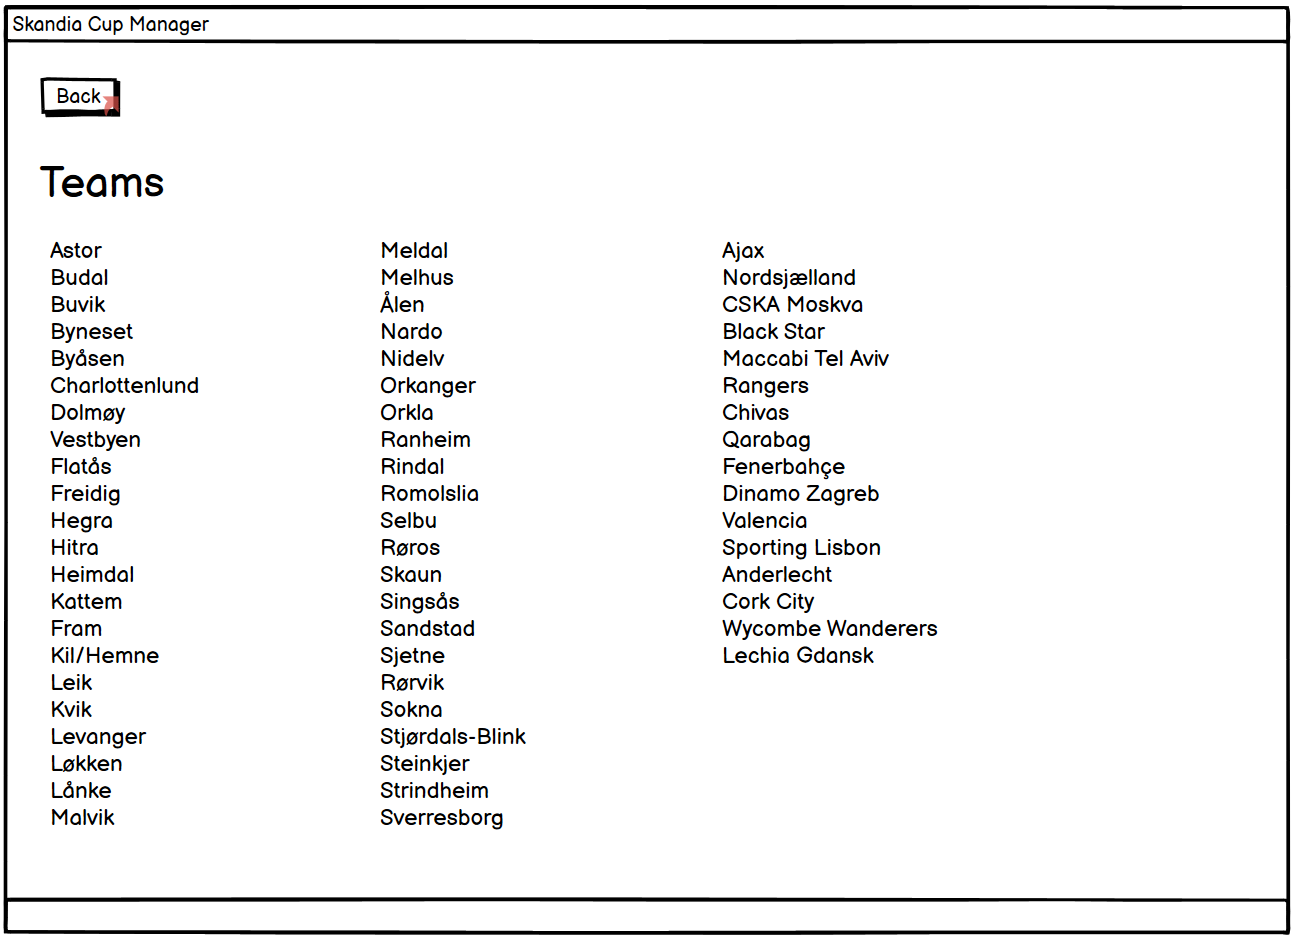 Skandia Cup Manager
Back
Teams
Astor
Budal
Buvik
Byneset
Byåsen
Charlottenlund
Dolmøy
Vestbyen
Flatås
Freidig
Hegra
Hitra
Heimdal
Kattem
Fram
Kil/Hemne
Leik
Kvik
Levanger
Løkken
Lånke
Malvik
Meldal
Melhus
Ålen
Nardo
Nidelv
Orkanger
Orkla
Ranheim
Rindal
Romolslia
Selbu
Røros
Skaun
Singsås
Sandstad
Sjetne
Rørvik
Sokna
Stjørdals-Blink
Steinkjer
Strindheim
Sverresborg
Ajax
Nordsjælland
CSKA Moskva
Black Star
Maccabi Tel Aviv
Rangers
Chivas
Qarabag
Fenerbahçe
Dinamo Zagreb
Valencia
Sporting Lisbon
Anderlecht
Cork City
Wycombe Wanderers
Lechia Gdansk